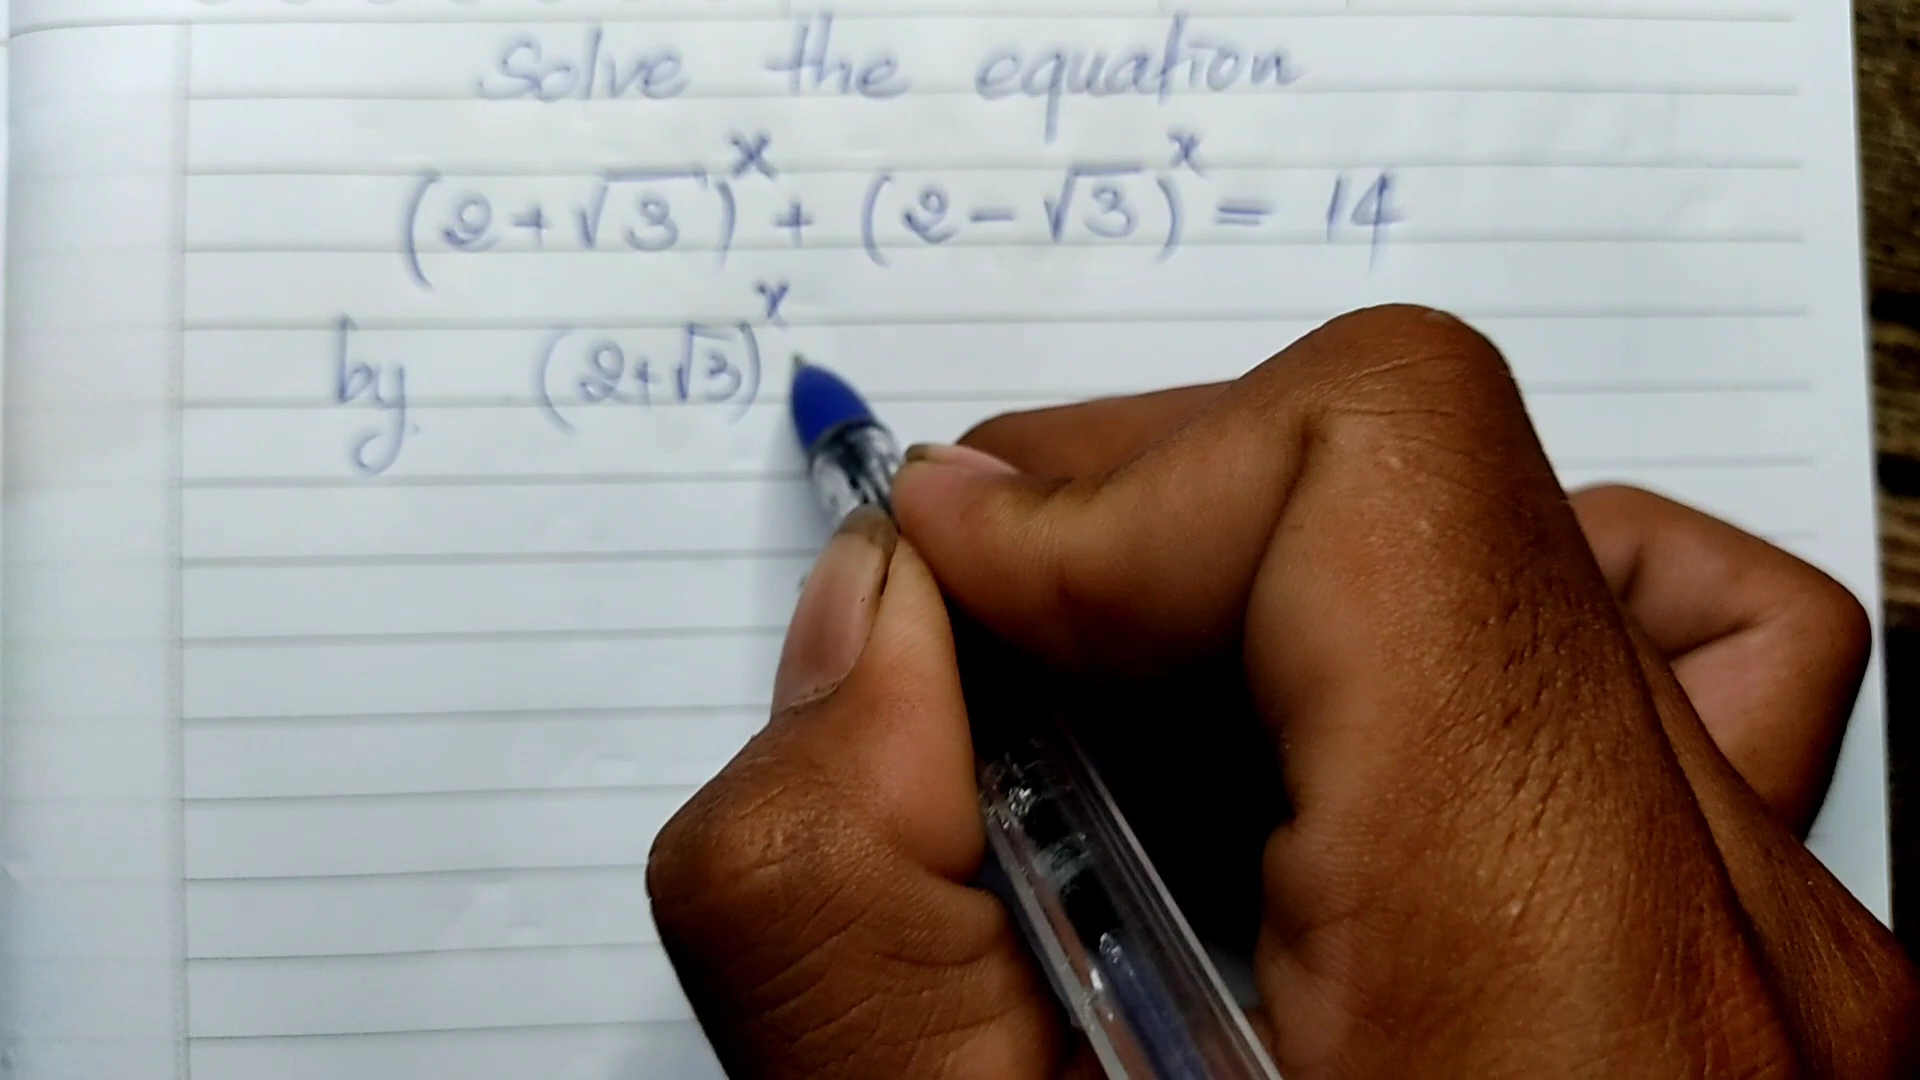 Solve the equation
(2+√3)^x + (2-√3)^x = 14
by (2+√3)^x